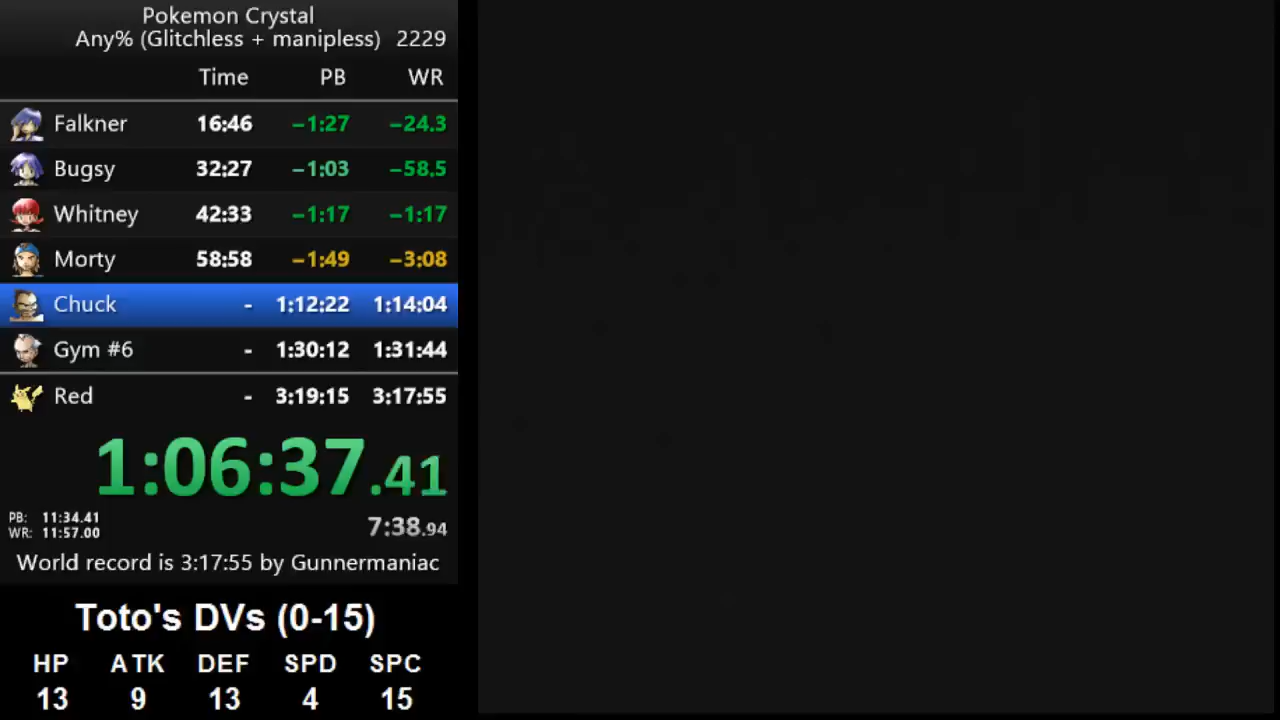 Pokemon Crystal
Any% (Glitchless + manipless) 2229
Time PB WR
Falkner 16:46 −1:27 −24.3
Bugsy 32:27 −1:03 −58.5
Whitney 42:33 −1:17 −1:17
Morty 58:58 −1:49 −3:08
Chuck - 1:12:22 1:14:04
Gym #6 - 1:30:12 1:31:44
Red - 3:19:15 3:17:55
1:06:37.41
PB: 11:34.41
WR: 11:57.00
7:38.94
World record is 3:17:55 by Gunnermaniac
Toto's DVs (0-15)
HP ATK DEF SPD SPC
13 9 13 4 15